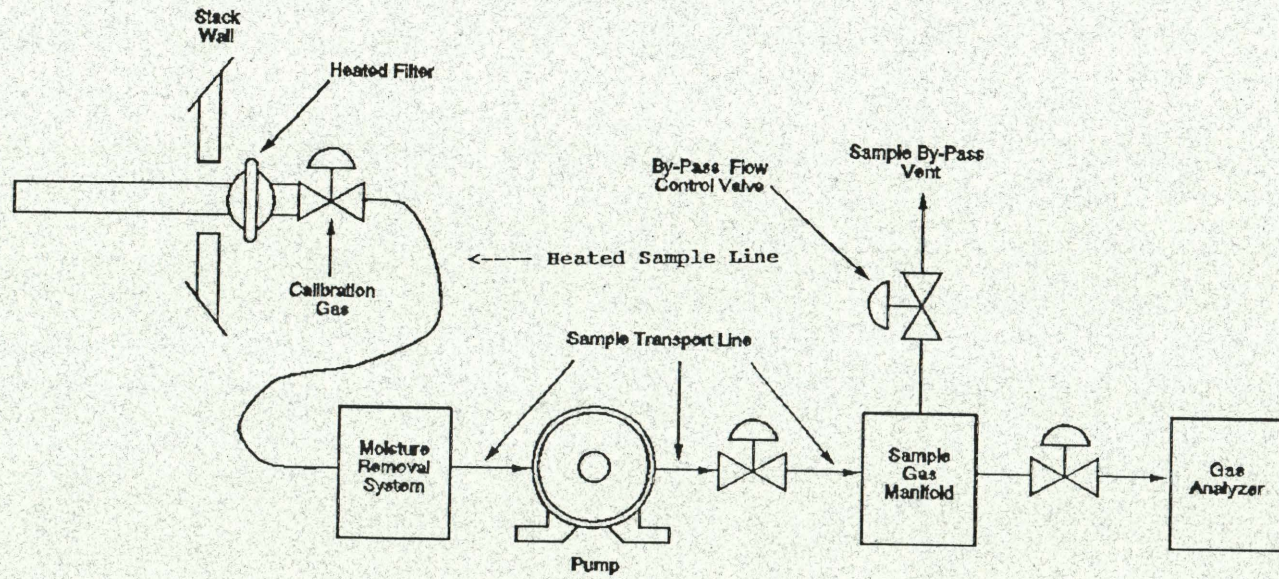 Stack
Wall
Heated Filter
By-Pass Flow
Control Valve
Sample By-Pass
Vent
<---- Heated Sample Line
Calibration
Gas
Sample Transport Line
Moisture
Removal
System
Pump
Sample
Gas
Manifold
Gas
Analyzer